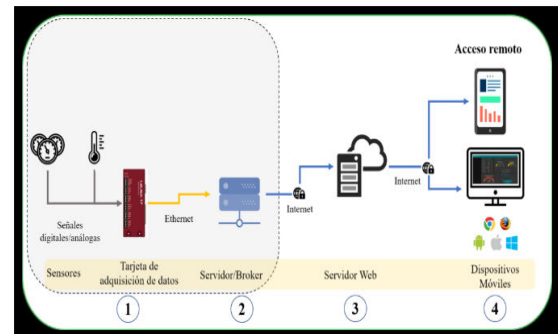 Acceso remoto
Señales
digitales/análogas
Ethernet
Internet
Internet
Sensores
Tarjeta de
adquisición de datos
Servidor/Broker
Servidor Web
Dispositivos
Móviles
1
2
3
4